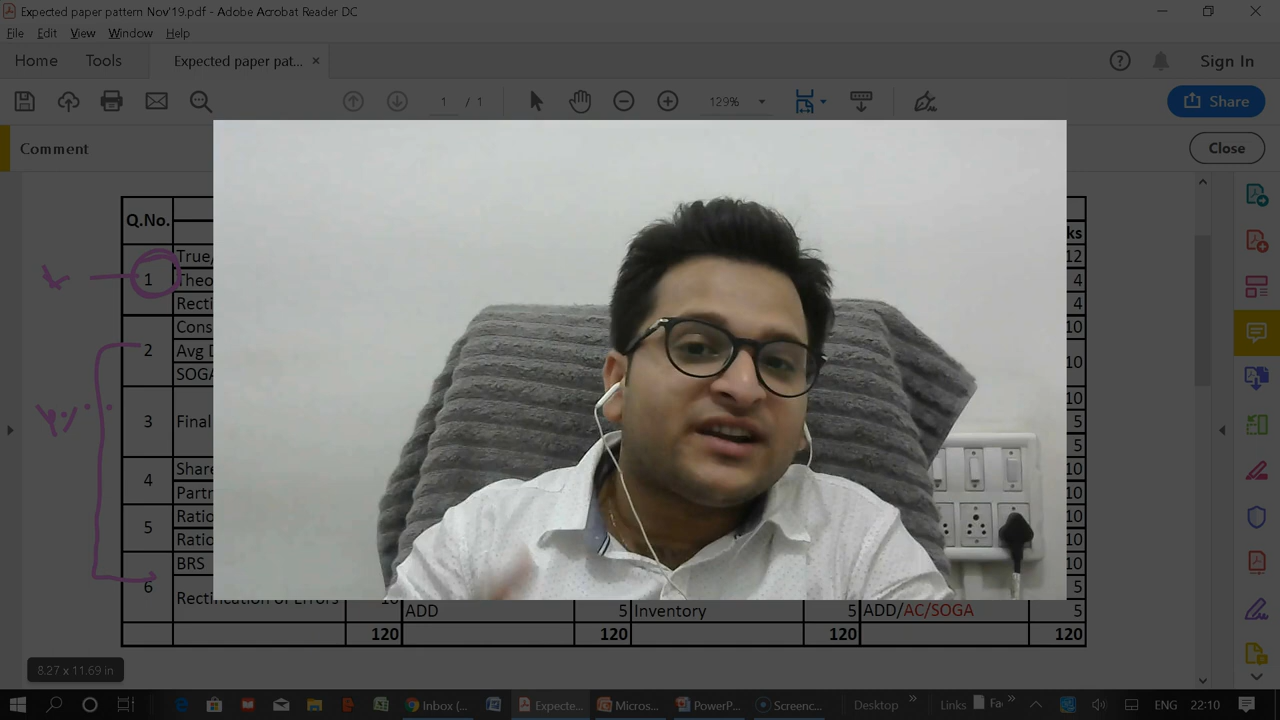 Expected paper pattern Nov'19.pdf - Adobe Acrobat Reader DC
File Edit View Window Help
Home Tools Expected paper pat... ×
1 / 1 129% Share
Comment Close
Q.No. ks
True/ 12
1 Theo 4
Recti 4
Cons 10
2 Avg D 10
SOGA
10
3 Final 5
Share 10
4
Partn 10
Ratio 10
5
Ratio 10
BRS 10
6 5
Rectification of Errors 10
ADD 5 Inventory 5 ADD/AC/SOGA 5
120 120 120 120
8.27 x 11.69 in
Inbox (... Expecte... Micros... PowerP... Screenc... Desktop » Links Fa » ENG 22:10